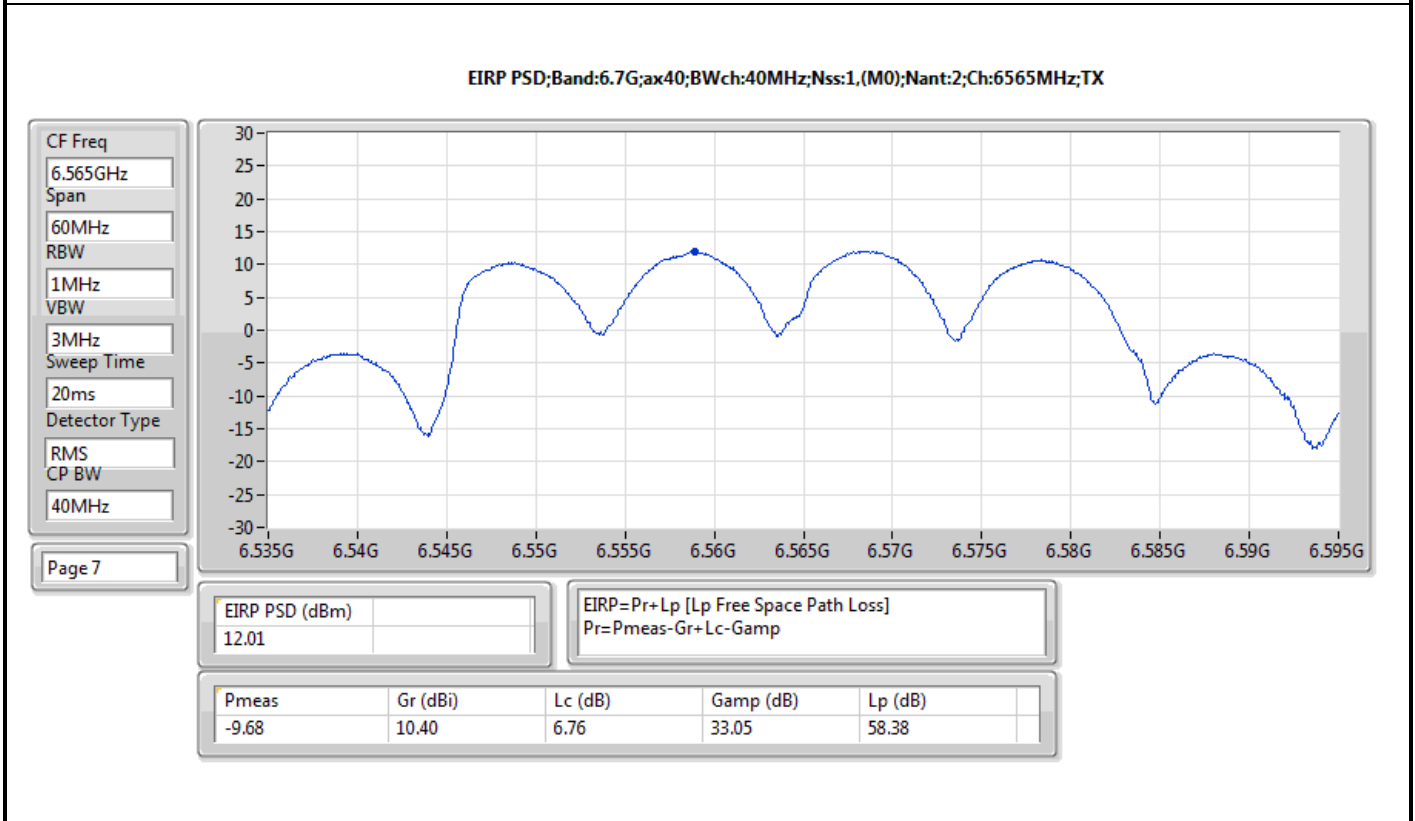 EIRP PSD;Band:6.7G;ax40;BWch:40MHz;Nss:1,(M0);Nant:2;Ch:6565MHz;TX
CF Freq
6.565GHz
Span
60MHz
RBW
1MHz
VBW
3MHz
Sweep Time
20ms
Detector Type
RMS
CP BW
40MHz
Page 7
30
25
20
15
10
5
0
-5
-10
-15
-20
-25
-30
6.535G 6.54G 6.545G 6.55G 6.555G 6.56G 6.565G 6.57G 6.575G 6.58G 6.585G 6.59G 6.595G
EIRP PSD (dBm)
12.01
EIRP=Pr+Lp [Lp Free Space Path Loss]
Pr=Pmeas-Gr+Lc-Gamp
Pmeas Gr (dBi) Lc (dB) Gamp (dB) Lp (dB)
-9.68 10.40 6.76 33.05 58.38